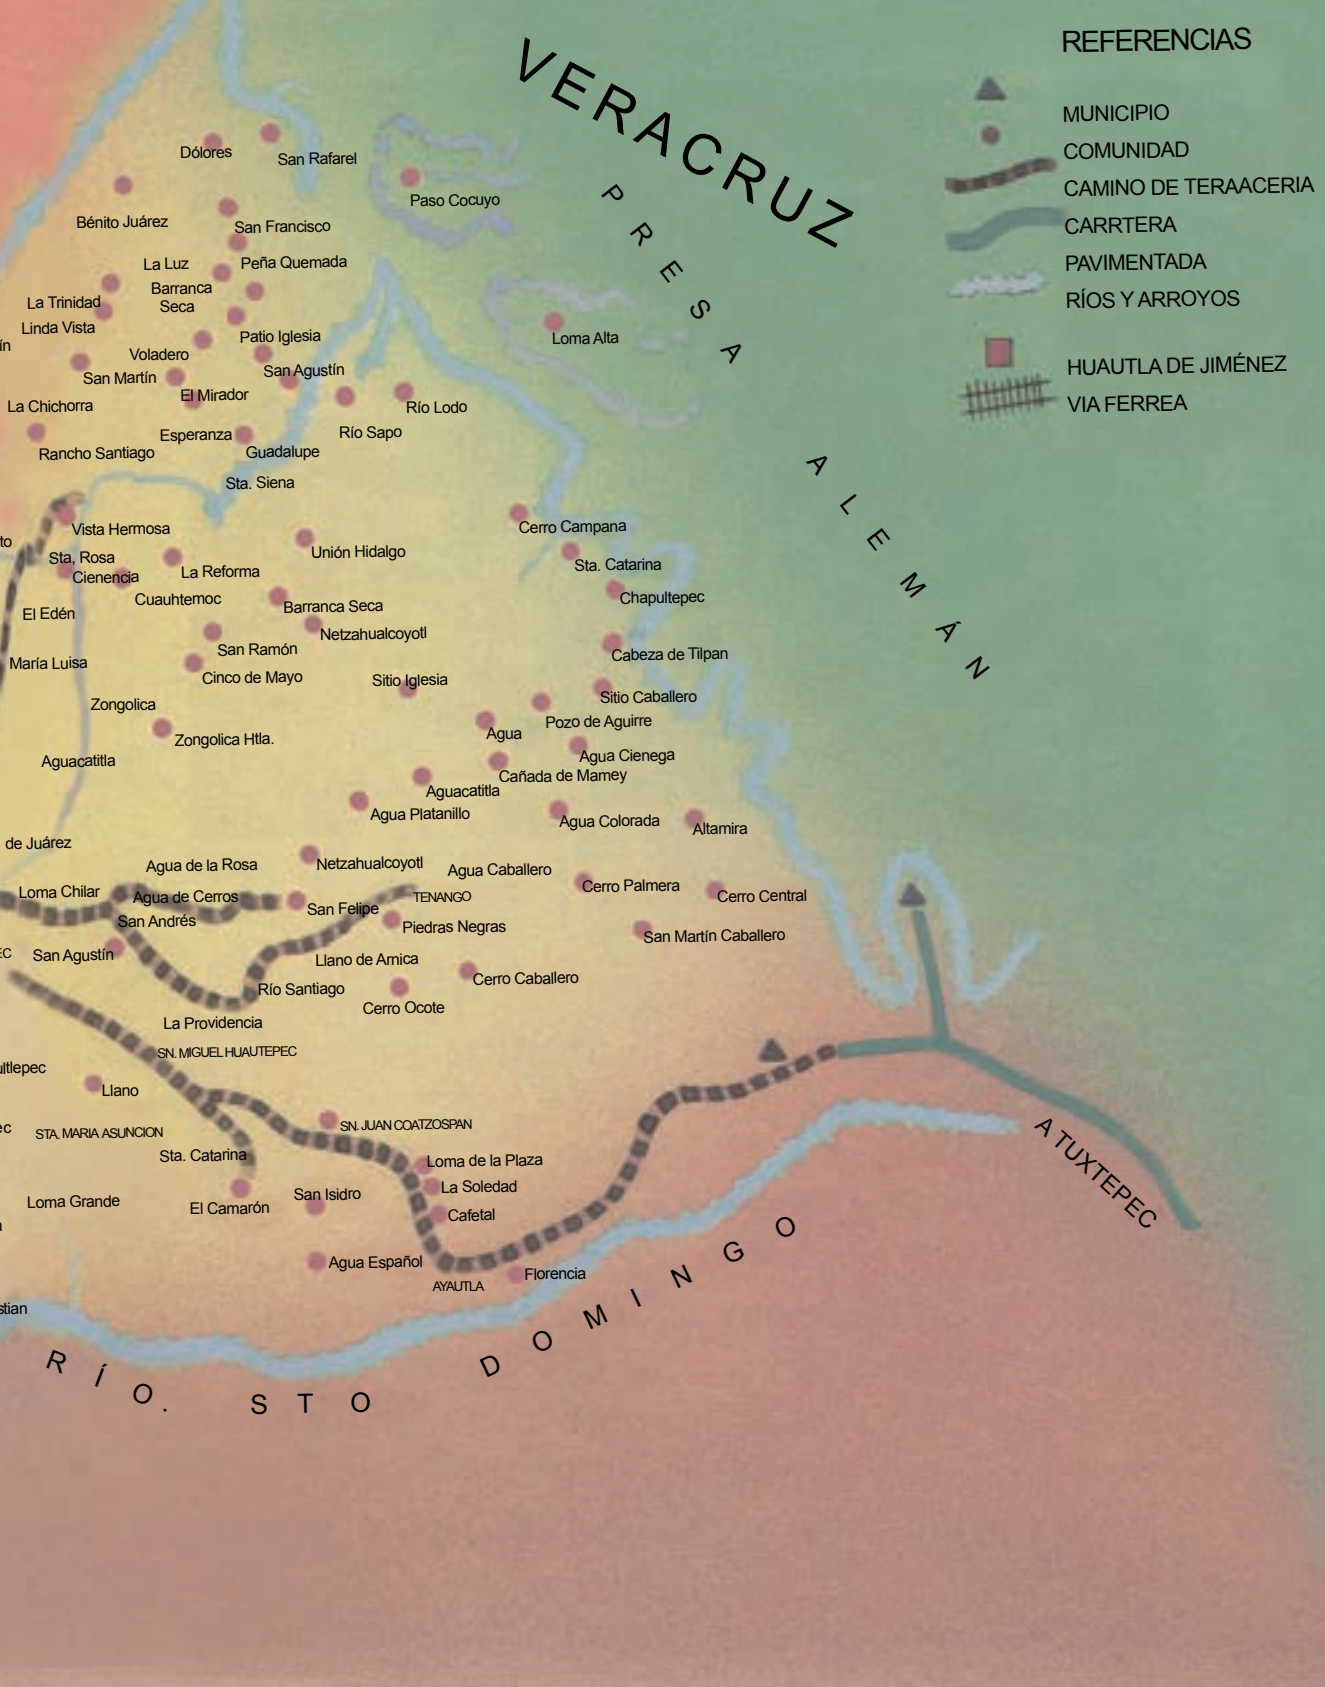 REFERENCIAS
MUNICIPIO
COMUNIDAD
CAMINO DE TERAACERIA
CARRTERA
PAVIMENTADA
RÍOS Y ARROYOS
HUAUTLA DE JIMÉNEZ
VIA FERREA
VERACRUZ
PRESA
ALEMÁN
Dólores
San Rafarel
Paso Cocuyo
Bénito Juárez
San Francisco
La Luz
Peña Quemada
Barranca
Seca
La Trinidad
Linda Vista
Patio Iglesia
Loma Alta
ín
Voladero
San Martín
San Agustín
El Mirador
La Chichorra
Río Lodo
Esperanza
Río Sapo
Rancho Santiago
Guadalupe
Sta. Siena
Vista Hermosa
Cerro Campana
to
Sta, Rosa
Unión Hidalgo
Sta. Catarina
Cienencia
La Reforma
Cuauhtemoc
Chapultepec
El Edén
Barranca Seca
Netzahualcoyotl
San Ramón
Cabeza de Tilpan
María Luisa
Cinco de Mayo
Sitio Iglesia
Sitio Caballero
Zongolica
Pozo de Aguirre
Zongolica Htla.
Agua
Aguacatitla
Agua Cienega
Cañada de Mamey
Aguacatitla
Agua Platanillo
Agua Colorada
Altamira
de Juárez
Agua de la Rosa
Netzahualcoyotl
Agua Caballero
Loma Chilar
Agua de Cerros
TENANGO
Cerro Palmera
Cerro Central
San Andrés
San Felipe
Piedras Negras
San Martín Caballero
EC
San Agustín
Llano de Arnica
Río Santiago
Cerro Caballero
Cerro Ocote
La Providencia
SN. MIGUEL HUAUTEPEC
ultlepec
Llano
ec
STA. MARIA ASUNCION
SN. JUAN COATZOSPAN
Sta. Catarina
Loma de la Plaza
La Soledad
Loma Grande
El Camarón
San Isidro
Cafetal
Agua Español
AYAUTLA
Florencia
stian
A TUXTEPEC
RÍO. STO DOMINGO